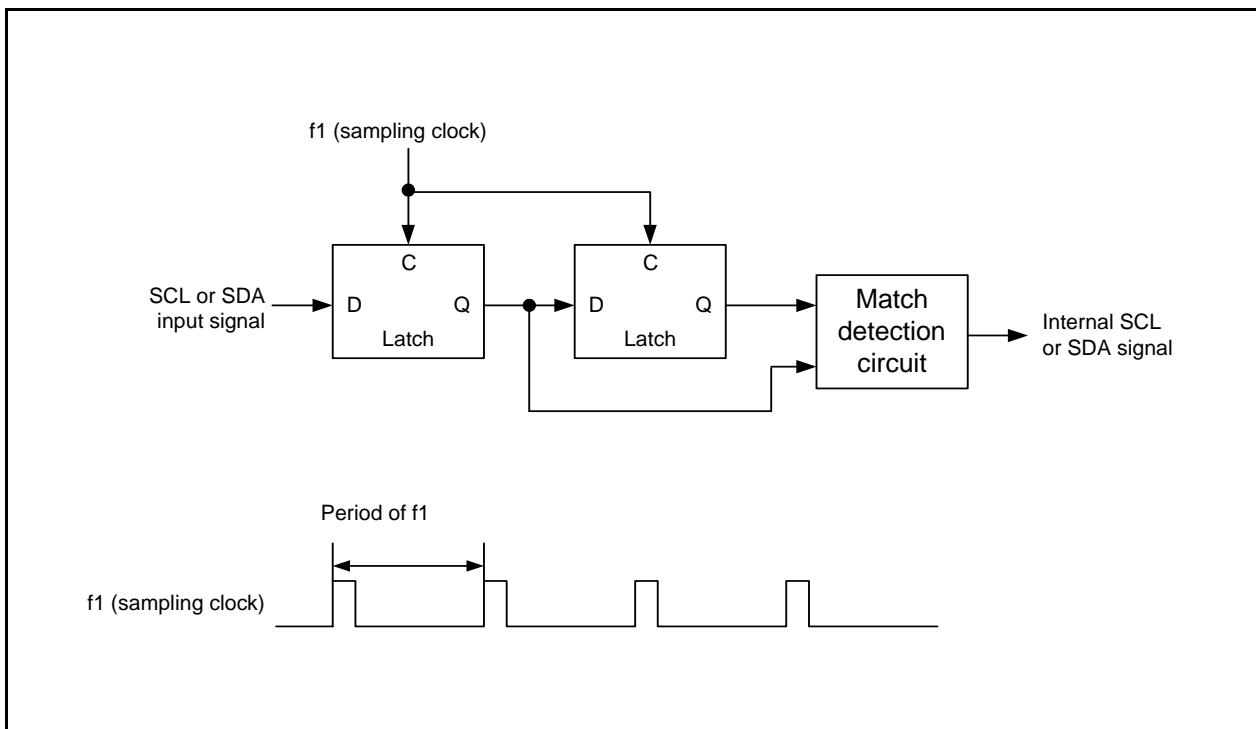 f1 (sampling clock)
C
C
SCL or SDA
input signal
D
Q
D
Q
Latch
Latch
Match
detection
circuit
Internal SCL
or SDA signal
Period of f1
f1 (sampling clock)